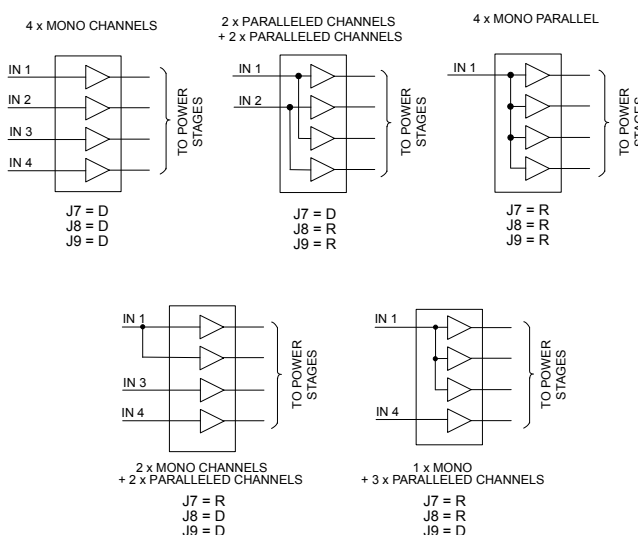 4 x MONO CHANNELS
IN 1
IN 2
IN 3
IN 4
TO POWER
STAGES
J7 = D
J8 = D
J9 = D
2 x PARALLELED CHANNELS
+ 2 x PARALLELED CHANNELS
IN 1
IN 2
TO POWER
STAGES
J7 = D
J8 = R
J9 = R
4 x MONO PARALLEL
IN 1
TO POWER
STAGES
J7 = R
J8 = R
J9 = R
IN 1
IN 3
IN 4
TO POWER
STAGES
2 x MONO CHANNELS
+ 2 x PARALLELED CHANNELS
J7 = R
J8 = D
J9 = D
IN 1
IN 4
TO POWER
STAGES
1 x MONO
+ 3 x PARALLELED CHANNELS
J7 = R
J8 = R
J9 = D